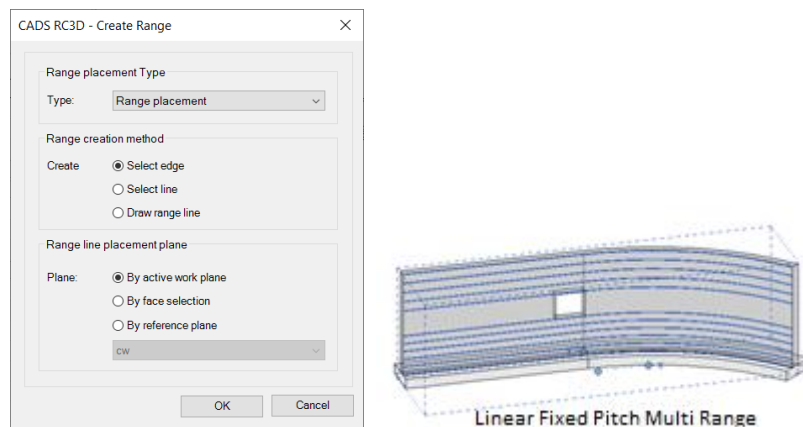 CADS RC3D - Create Range
Range placement Type
Type: Range placement
Range creation method
Create Select edge
Select line
Draw range line
Range line placement plane
Plane: By active work plane
By face selection
By reference plane
cw
OK Cancel
Linear Fixed Pitch Multi Range